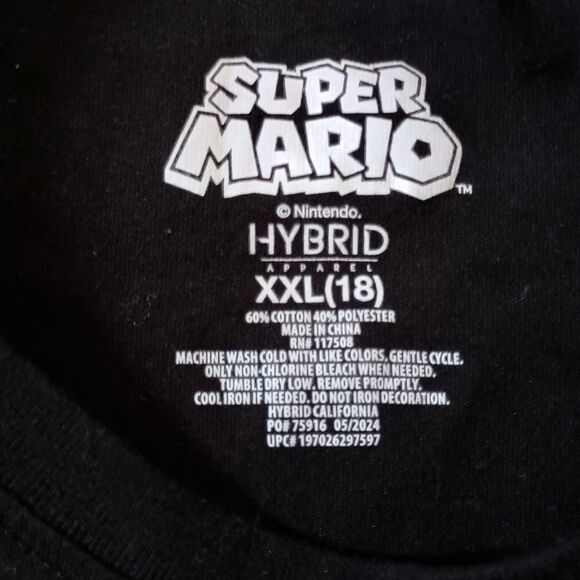 SUPER
MARIO™
© Nintendo.
HYBRID
APPAREL
XXL(18)
60% COTTON 40% POLYESTER
MADE IN CHINA
RN# 117508
MACHINE WASH COLD WITH LIKE COLORS, GENTLE CYCLE.
ONLY NON-CHLORINE BLEACH WHEN NEEDED.
TUMBLE DRY LOW. REMOVE PROMPTLY.
COOL IRON IF NEEDED. DO NOT IRON DECORATION.
HYBRID CALIFORNIA
PO# 75916 05/2024
UPC# 197026297597